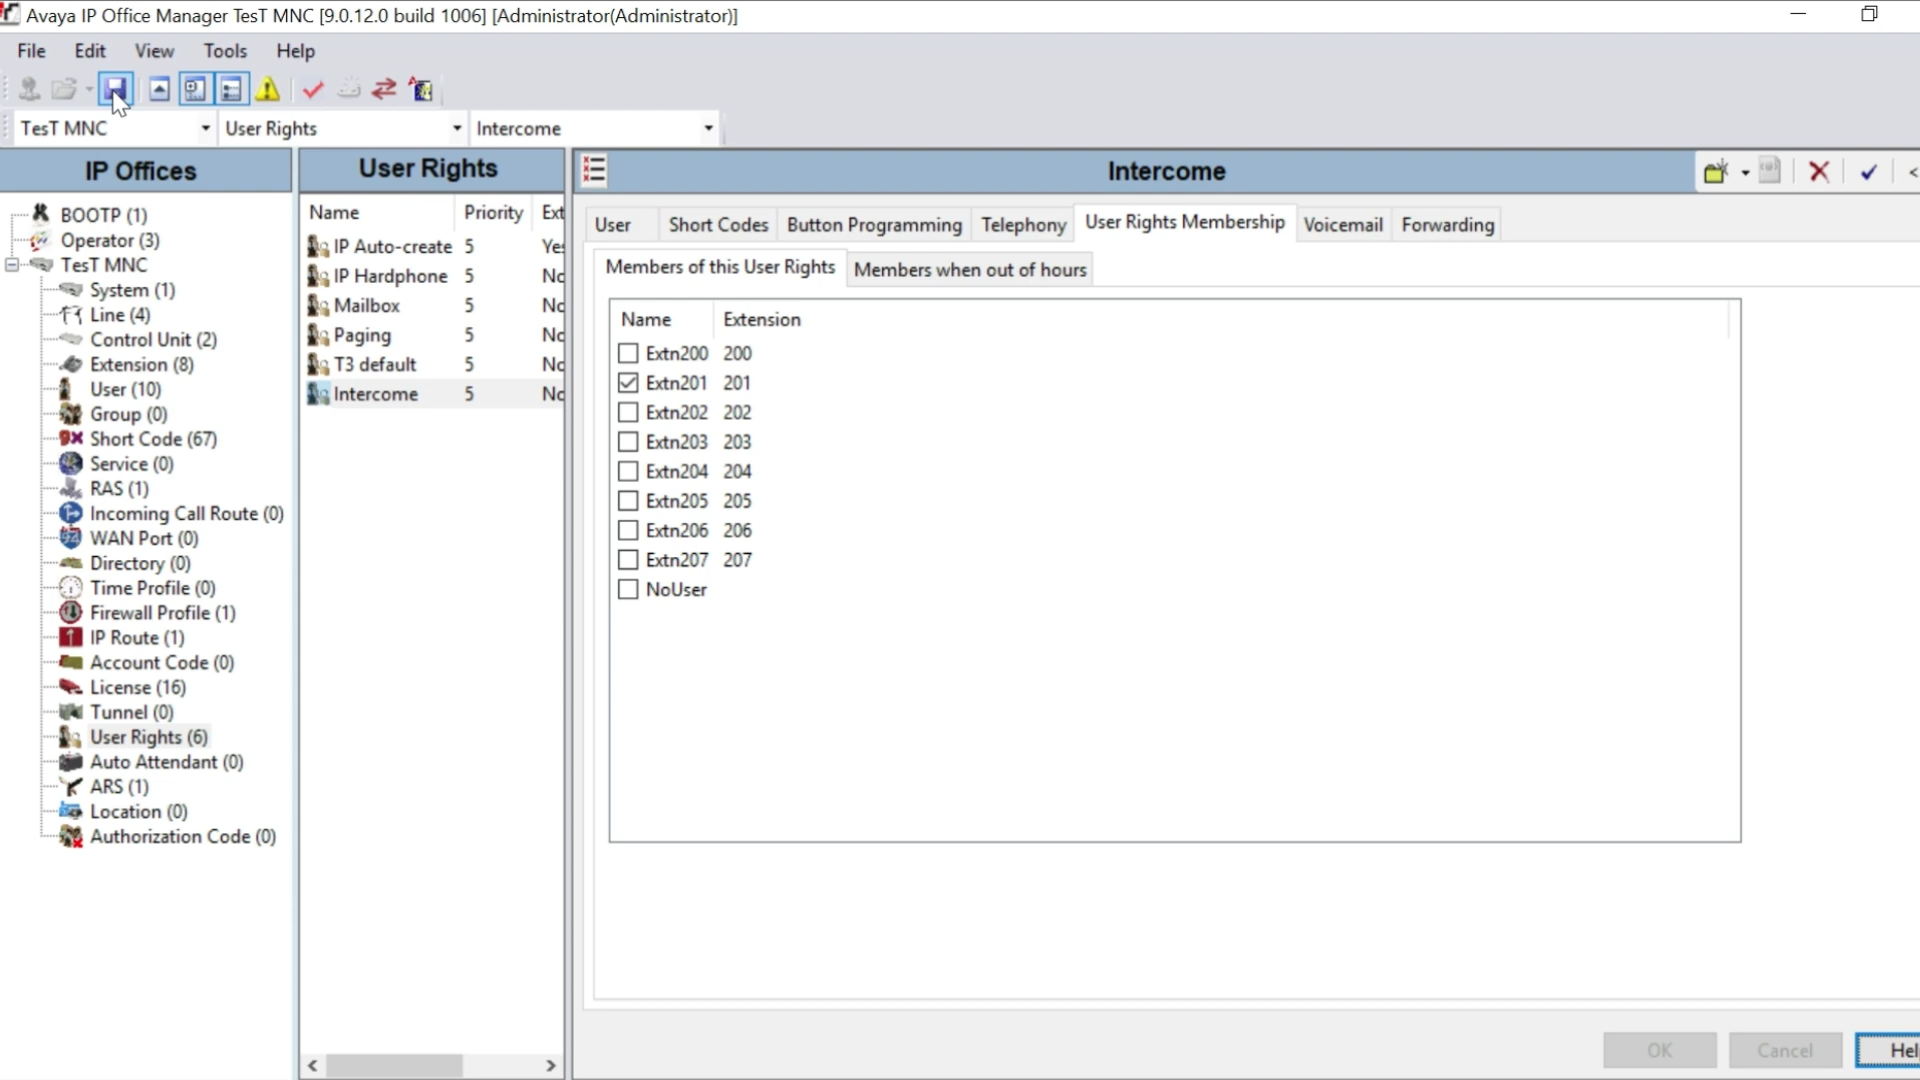 Avaya IP Office Manager TesT MNC [9.0.12.0 build 1006] [Administrator(Administrator)]
File Edit View Tools Help
TesT MNC User Rights Intercome
IP Offices
BOOTP (1)
Operator (3)
TesT MNC
System (1)
Line (4)
Control Unit (2)
Extension (8)
User (10)
Group (0)
Short Code (67)
Service (0)
RAS (1)
Incoming Call Route (0)
WAN Port (0)
Directory (0)
Time Profile (0)
Firewall Profile (1)
IP Route (1)
Account Code (0)
License (16)
Tunnel (0)
User Rights (6)
Auto Attendant (0)
ARS (1)
Location (0)
Authorization Code (0)
User Rights
Name Priority Ext
IP Auto-create 5 Yes
IP Hardphone 5 No
Mailbox 5 No
Paging 5 No
T3 default 5 No
Intercome 5 No
Intercome
User Short Codes Button Programming Telephony User Rights Membership Voicemail Forwarding
Members of this User Rights Members when out of hours
Name Extension
Extn200 200
Extn201 201
Extn202 202
Extn203 203
Extn204 204
Extn205 205
Extn206 206
Extn207 207
NoUser
OK Cancel Hel